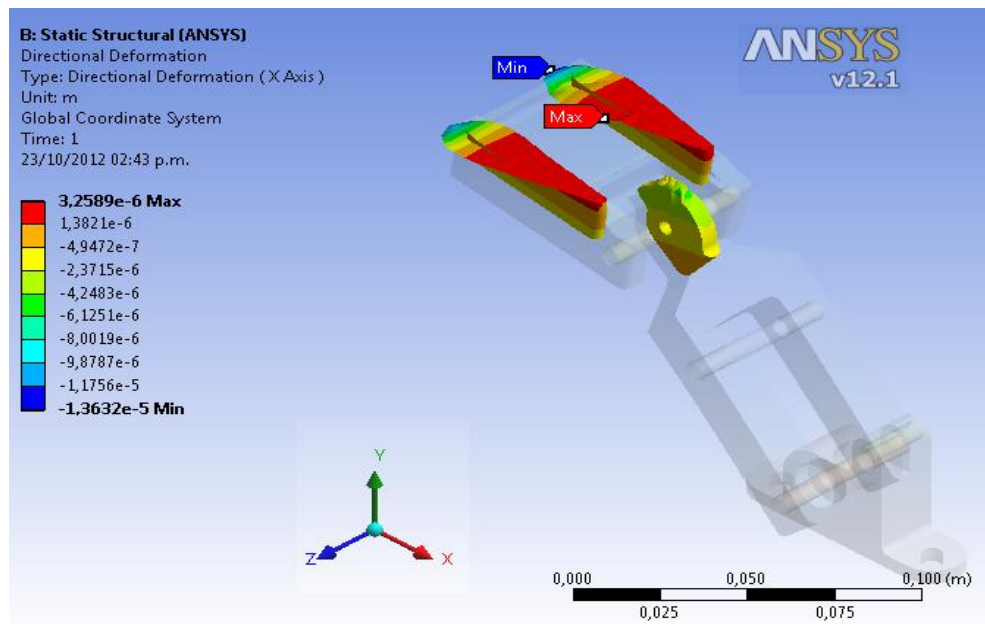 B: Static Structural (ANSYS)
Directional Deformation
Type: Directional Deformation ( X Axis )
Unit: m
Global Coordinate System
Time: 1
23/10/2012 02:43 p.m.
3,2589e-6 Max
1,3821e-6
-4,9472e-7
-2,3715e-6
-4,2483e-6
-6,1251e-6
-8,0019e-6
-9,8787e-6
-1,1756e-5
-1,3632e-5 Min
ANSYS
v12.1
Min
Max
Y
Z
X
0,000
0,050
0,100 (m)
0,025
0,075